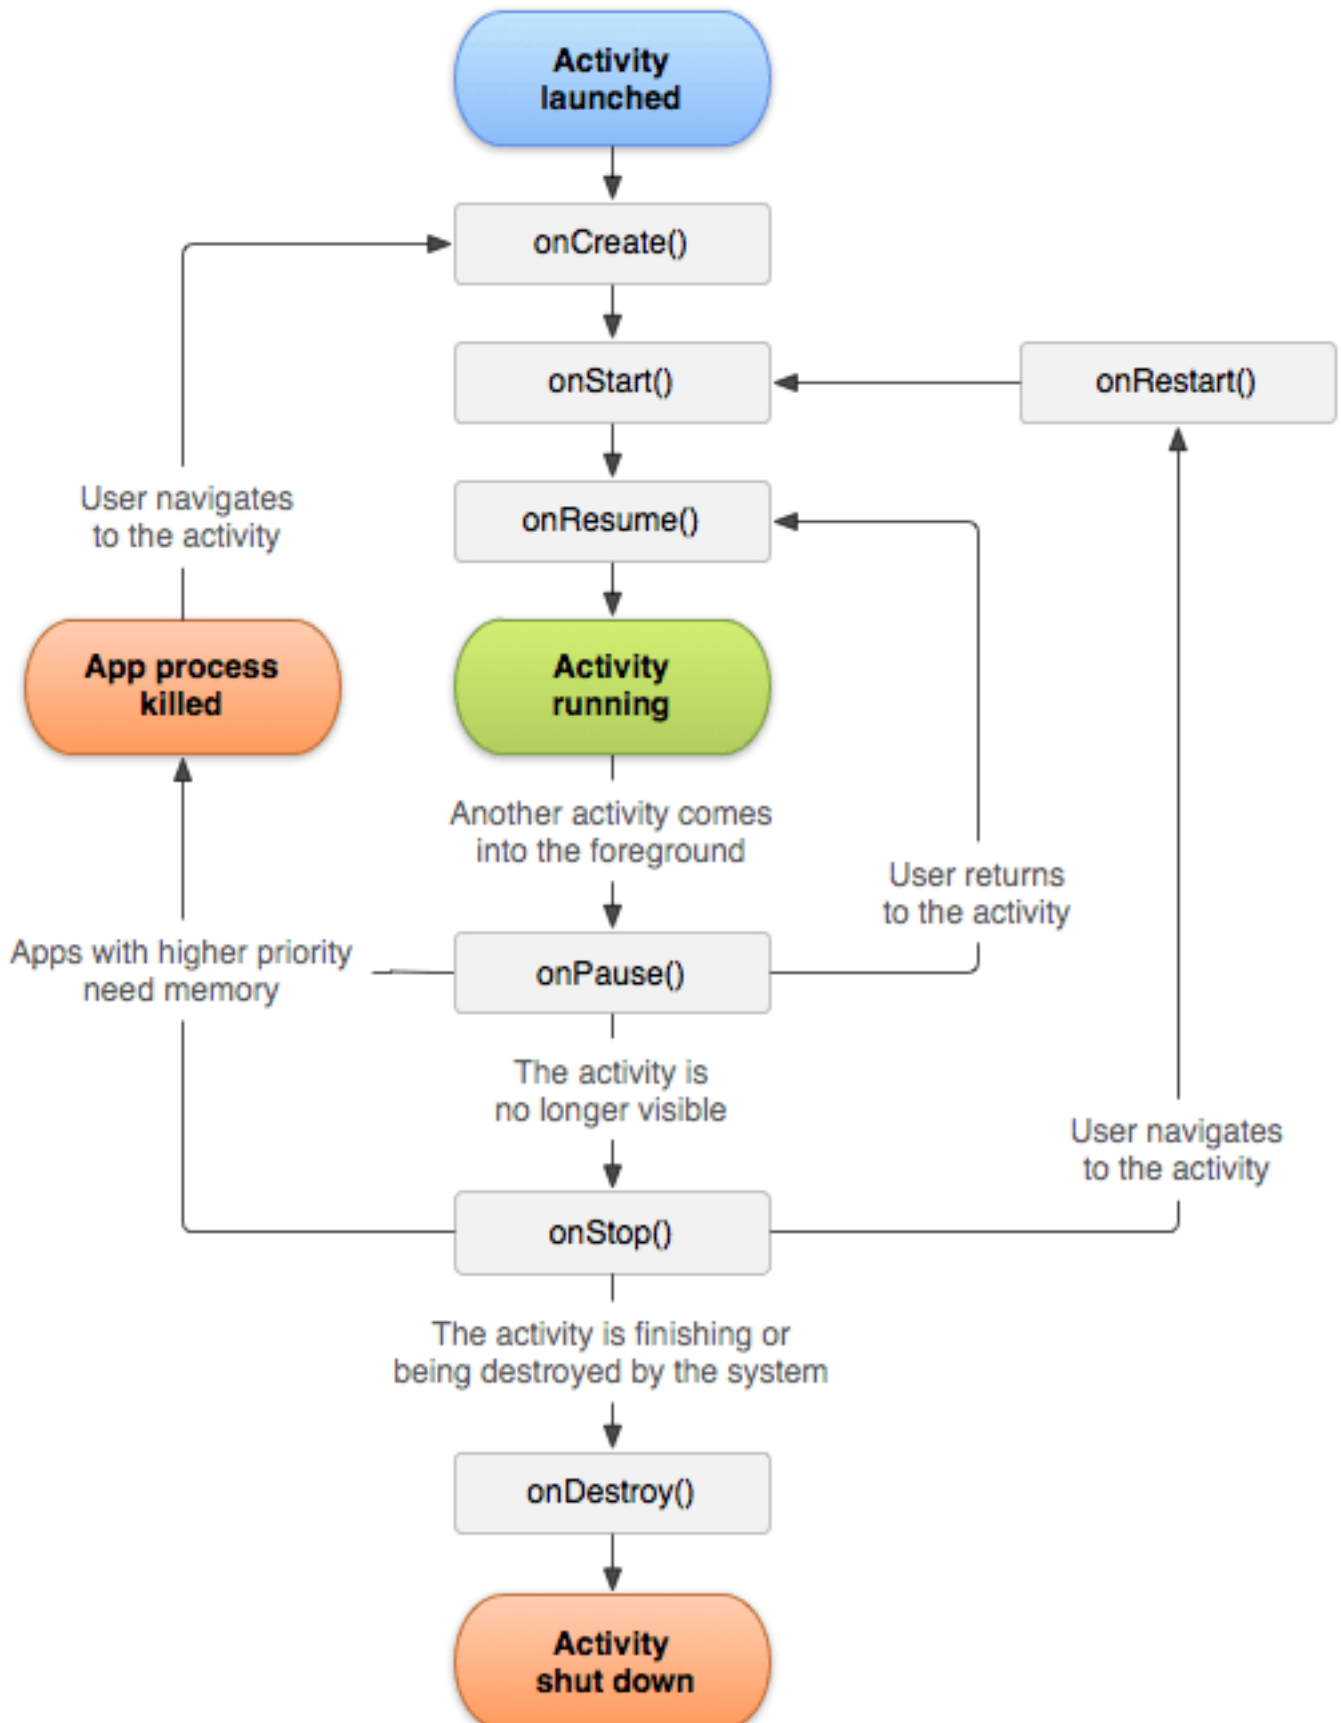 Activity
launched
onCreate()
onStart()
onRestart()
User navigates
to the activity
onResume()
App process
killed
Activity
running
Another activity comes
into the foreground
User returns
to the activity
Apps with higher priority
need memory
onPause()
The activity is
no longer visible
User navigates
to the activity
onStop()
The activity is finishing or
being destroyed by the system
onDestroy()
Activity
shut down